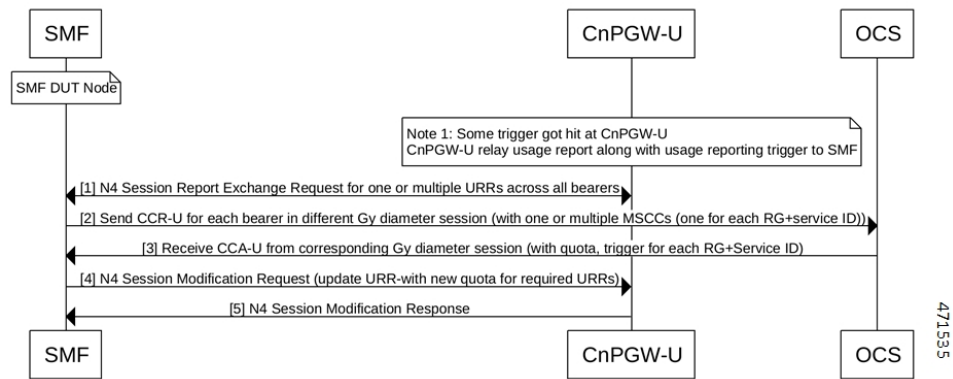 SMF
CnPGW-U
OCS
SMF DUT Node
Note 1: Some trigger got hit at CnPGW-U
CnPGW-U relay usage report along with usage reporting trigger to SMF
[1] N4 Session Report Exchange Request for one or multiple URRs across all bearers
[2] Send CCR-U for each bearer in different Gy diameter session (with one or multiple MSCCs (one for each RG+service ID))
[3] Receive CCA-U from corresponding Gy diameter session (with quota, trigger for each RG+Service ID)
[4] N4 Session Modification Request (update URR-with new quota for required URRs)
[5] N4 Session Modification Response
SMF
CnPGW-U
OCS
471535